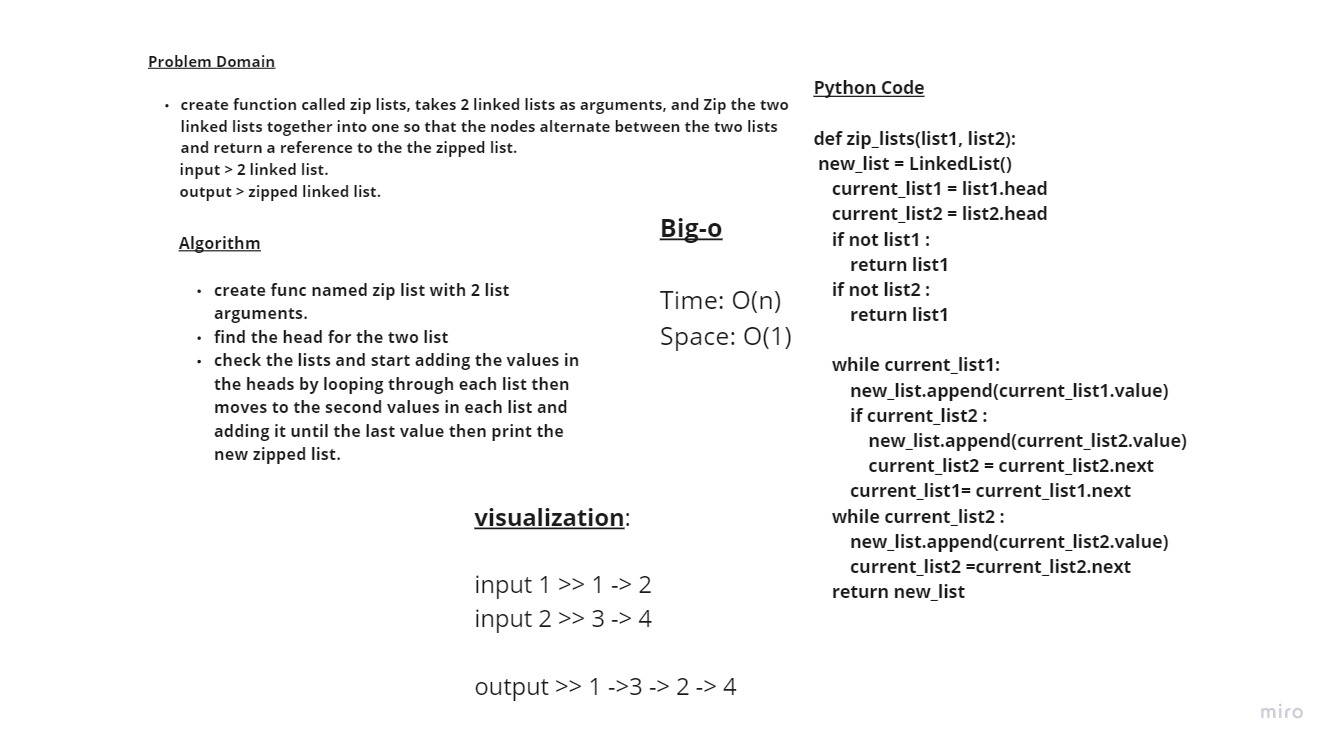 Problem Domain
• create function called zip lists, takes 2 linked lists as arguments, and Zip the two
linked lists together into one so that the nodes alternate between the two lists
and return a reference to the the zipped list.
input > 2 linked list.
output > zipped linked list.
Algorithm
• create func named zip list with 2 list
arguments.
• find the head for the two list
• check the lists and start adding the values in
the heads by looping through each list then
moves to the second values in each list and
adding it until the last value then print the
new zipped list.
Big-o
Time: O(n)
Space: O(1)
visualization:
input 1 >> 1 -> 2
input 2 >> 3 -> 4
output >> 1 ->3 -> 2 -> 4
Python Code
def zip_lists(list1, list2):
new_list = LinkedList()
current_list1 = list1.head
current_list2 = list2.head
if not list1 :
return list1
if not list2 :
return list1
while current_list1:
new_list.append(current_list1.value)
if current_list2 :
new_list.append(current_list2.value)
current_list2 = current_list2.next
current_list1= current_list1.next
while current_list2 :
new_list.append(current_list2.value)
current_list2 =current_list2.next
return new_list
miro